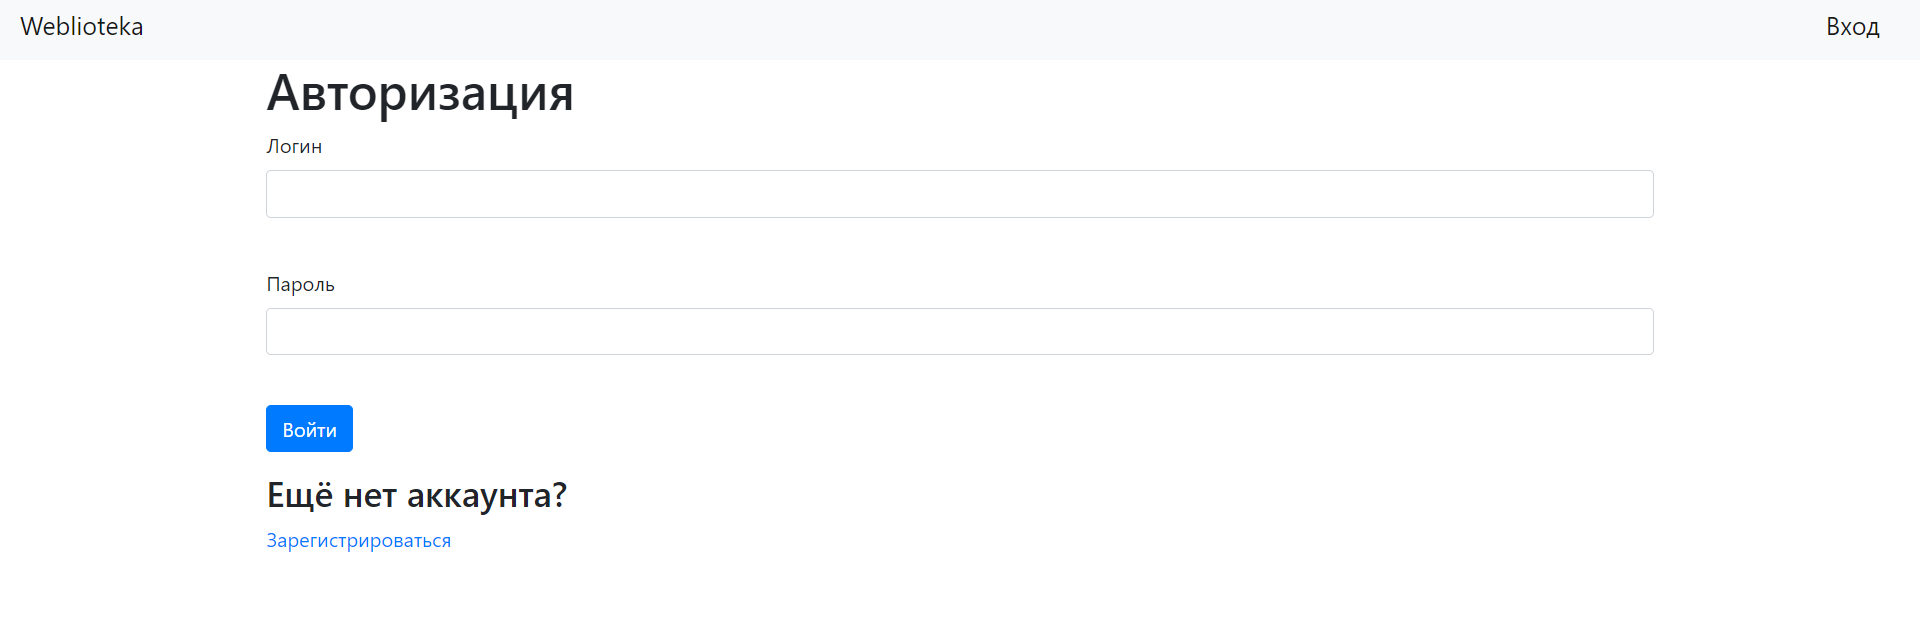 Weblioteka
Вход
Авторизация
Логин
Пароль
Войти
Ещё нет аккаунта?
Зарегистрироваться